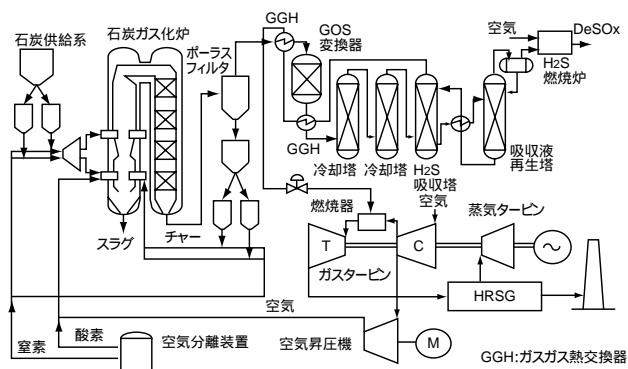 GGH
GOS
変換器
空気
DeSOx
石炭供給系
石炭ガス化炉
ポーラス
フィルタ
H2S
燃焼炉
GGH
冷却塔
冷却塔
H2S
吸収塔
吸収液
再生塔
スラグ
チャー
燃焼器
空気
蒸気タービン
T
C
ガスタービン
HRSG
空気
窒素
酸素
空気分離装置
空気昇圧機
M
GGH:ガスガス熱交換器